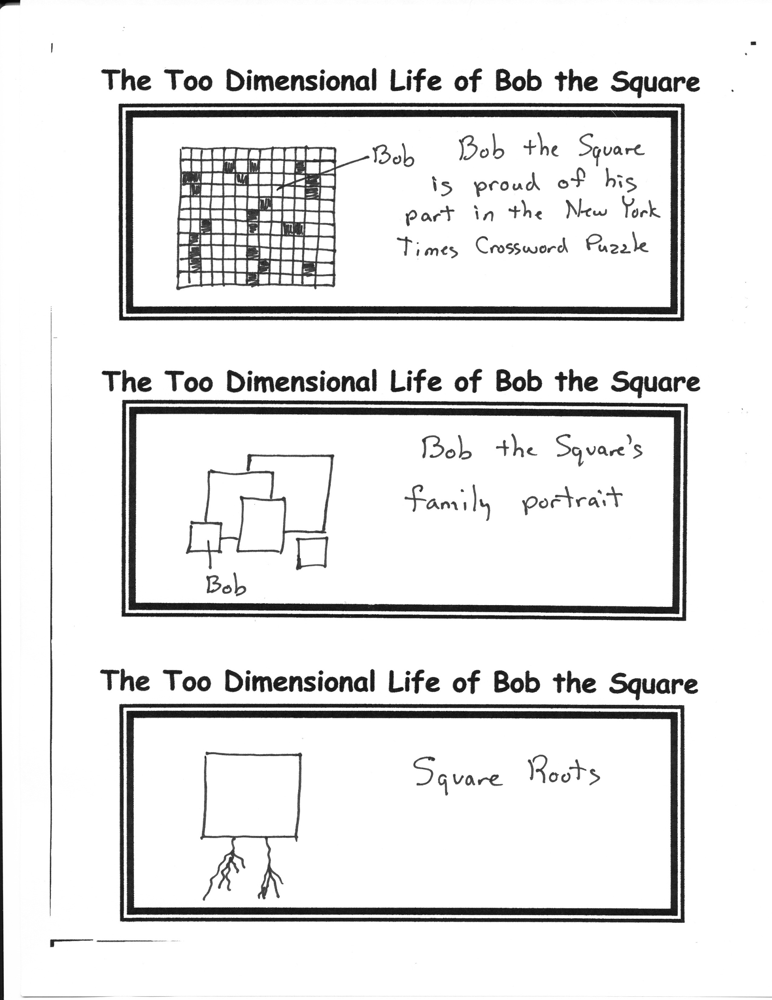 The Too Dimensional Life of Bob the Square
Bob
Bob the Square
is proud of his
part in the New York
Times Crossword Puzzle
The Too Dimensional Life of Bob the Square
Bob the Square's
family portrait
Bob
The Too Dimensional Life of Bob the Square
Square Roots